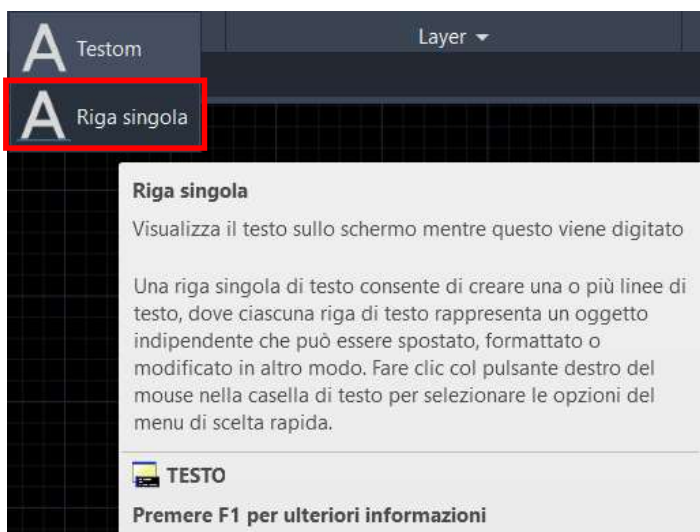 Testom
Layer
Riga singola
Riga singola
Visualizza il testo sullo schermo mentre questo viene digitato
Una riga singola di testo consente di creare una o più linee di
testo, dove ciascuna riga di testo rappresenta un oggetto
indipendente che può essere spostato, formattato o
modificato in altro modo. Fare clic col pulsante destro del
mouse nella casella di testo per selezionare le opzioni del
menu di scelta rapida.
TESTO
Premere F1 per ulteriori informazioni